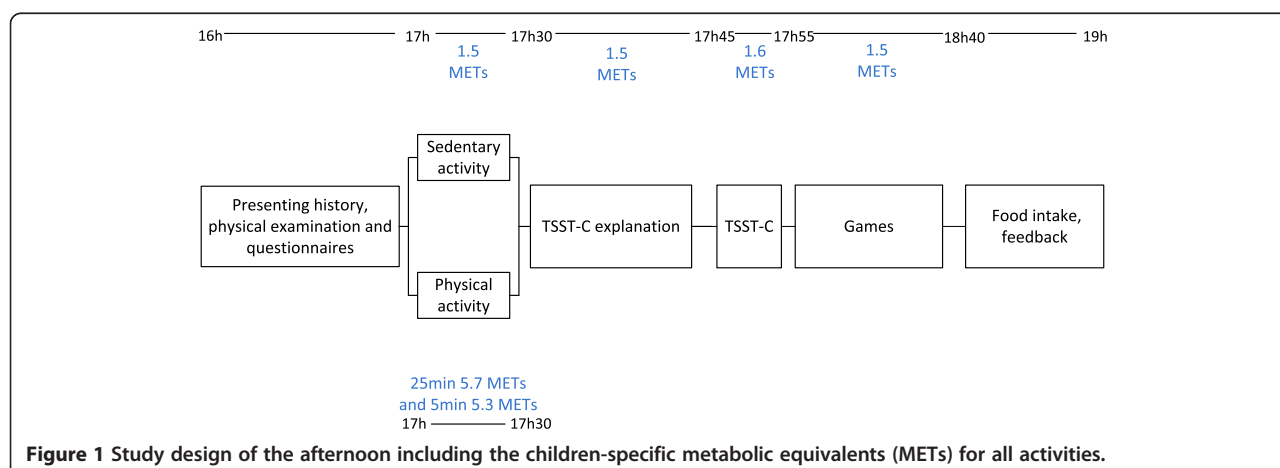 16h 17h 17h30 17h45 17h55 18h40 19h
1.5 METs
1.5 METs
1.6 METs
1.5 METs
Sedentary
activity
Presenting history,
physical examination and
questionnaires
TSST-C explanation
TSST-C
Games
Food intake,
feedback
Physical
activity
25min 5.7 METs
and 5min 5.3 METs
17h 17h30
Figure 1 Study design of the afternoon including the children-specific metabolic equivalents (METs) for all activities.